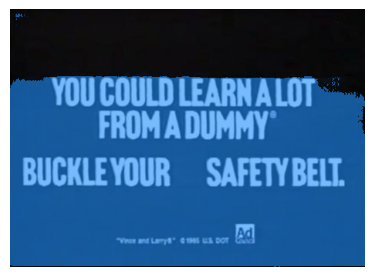 YOU COULD LEARN A LOT
FROM A DUMMY®
BUCKLE YOUR SAFETY BELT.
"Vince and Larry®" © 1985 U.S. DOT
Ad